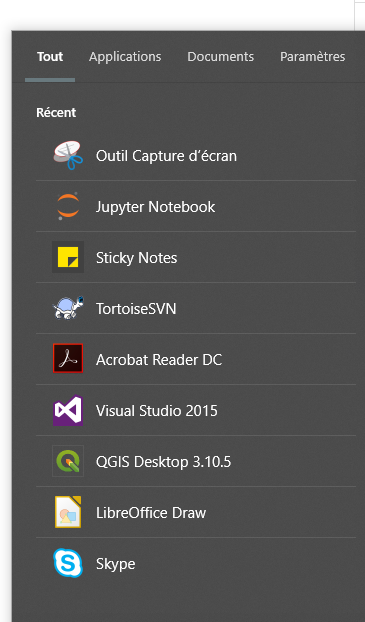 Tout Applications Documents Paramètres
Récent
Outil Capture d’écran
Jupyter Notebook
Sticky Notes
TortoiseSVN
Acrobat Reader DC
Visual Studio 2015
QGIS Desktop 3.10.5
LibreOffice Draw
Skype